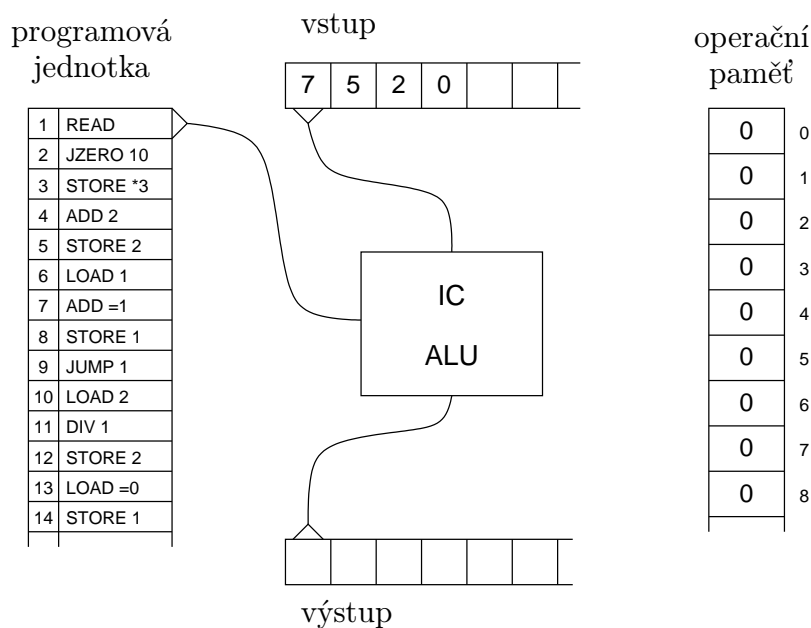 programová
jednotka
1 READ
2 JZERO 10
3 STORE *3
4 ADD 2
5 STORE 2
6 LOAD 1
7 ADD =1
8 STORE 1
9 JUMP 1
10 LOAD 2
11 DIV 1
12 STORE 2
13 LOAD =0
14 STORE 1
vstup
7 5 2 0
IC
ALU
výstup
operační
paměť
0 0
0 1
0 2
0 3
0 4
0 5
0 6
0 7
0 8